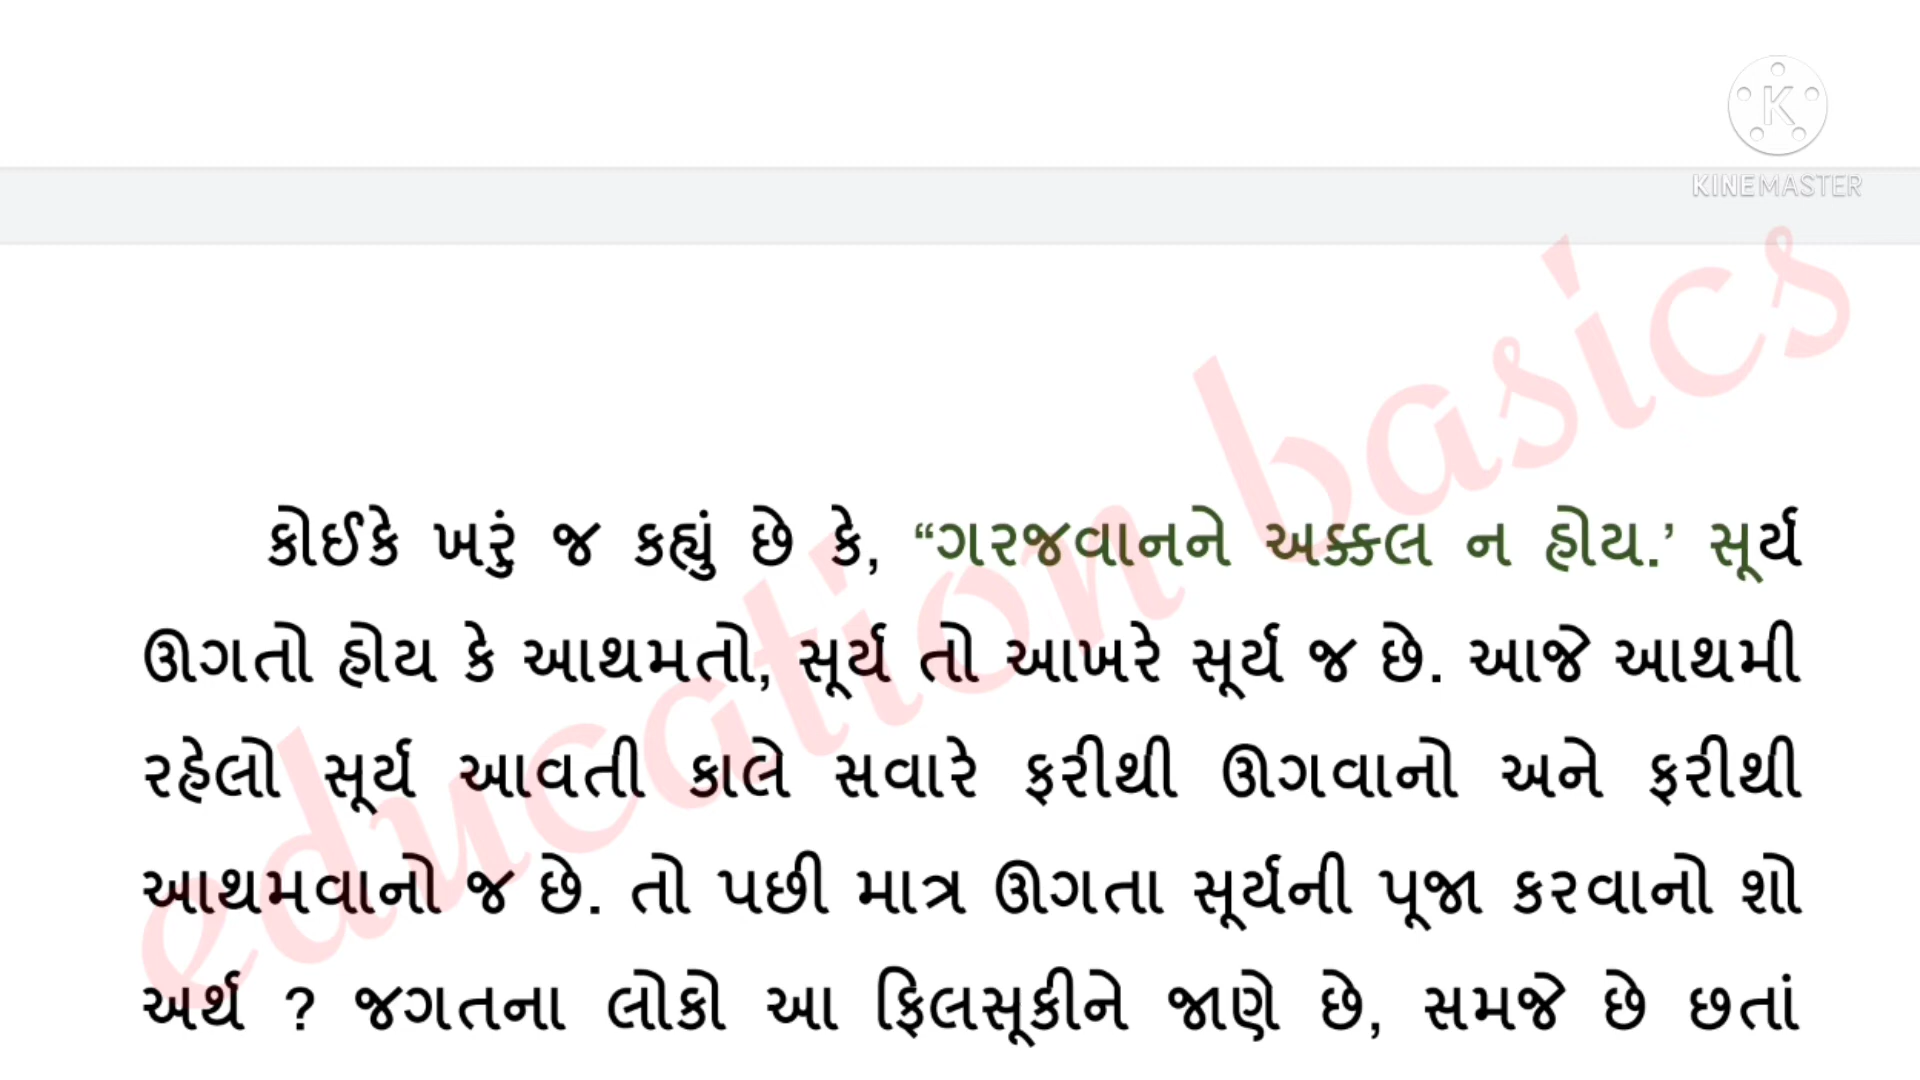 K
KINEMASTER
education basics
કોઈકે ખરું જ કહ્યું છે કે, “ગરજવાનને અક્કલ ન હોય.’ સૂર્ય
ઊગતો હોય કે આથમતો, સૂર્ય તો આખરે સૂર્ય જ છે. આજે આથમી
રહેલો સૂર્ય આવતી કાલે સવારે ફરીથી ઊગવાનો અને ફરીથી
આથમવાનો જ છે. તો પછી માત્ર ઊગતા સૂર્યની પૂજા કરવાનો શો
અર્થ ? જગતના લોકો આ ફિલસૂકીને જાણે છે, સમજે છે છતાં